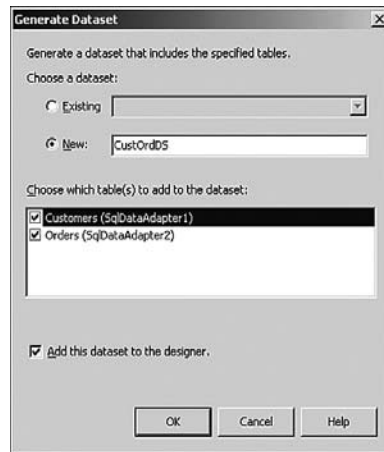 Generate Dataset
Generate a dataset that includes the specified tables.
Choose a dataset:
Existing
New: CustOrdDS
Choose which table(s) to add to the dataset:
Customers (SqlDataAdapter1)
Orders (SqlDataAdapter2)
Add this dataset to the designer.
OK Cancel Help